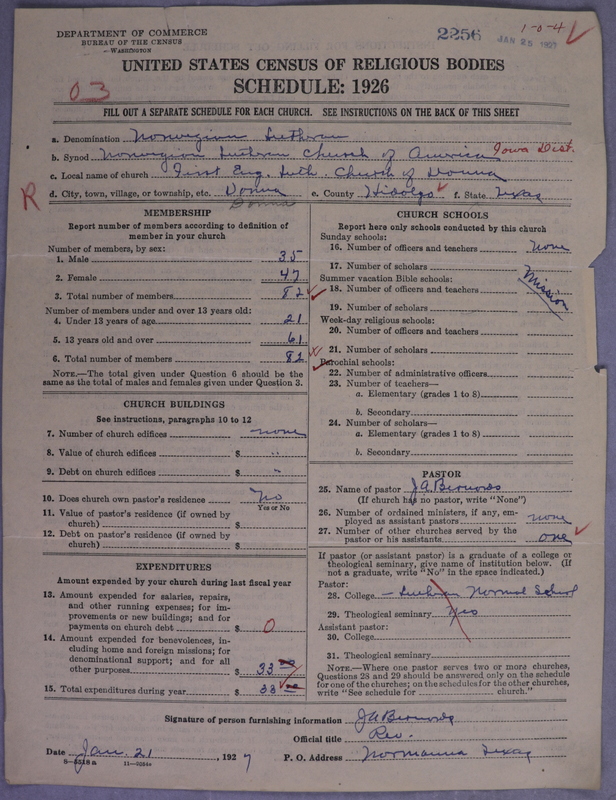 DEPARTMENT OF COMMERCE
BUREAU OF THE CENSUS
WASHINGTON
2256
JAN 25 1927
1-0-4
UNITED STATES CENSUS OF RELIGIOUS BODIES
03
SCHEDULE: 1926
FILL OUT A SEPARATE SCHEDULE FOR EACH CHURCH. SEE INSTRUCTIONS ON THE BACK OF THIS SHEET
a. Denomination Norwegian Lutheran
b. Synod Norwegian Lutheran Church of America Iowa Dist.
c. Local name of church First Eng. Luth. Church of Donna
R
d. City, town, village, or township, etc. Donna e. County Hidalgo f. State Texas
Donna
MEMBERSHIP
Report number of members according to definition of member in your church
Number of members, by sex:
1. Male 35
2. Female 47
3. Total number of members 82
Number of members under and over 13 years old:
4. Under 13 years of age 21
5. 13 years old and over 61
6. Total number of members 82
NOTE.—The total given under Question 6 should be the same as the total of males and females given under Question 3.
CHURCH BUILDINGS
See instructions, paragraphs 10 to 12
7. Number of church edifices none
8. Value of church edifices $ "
9. Debt on church edifices $ "
10. Does church own pastor's residence No
Yes or No
11. Value of pastor's residence (if owned by church) $
12. Debt on pastor's residence (if owned by church) $
EXPENDITURES
Amount expended by your church during last fiscal year
13. Amount expended for salaries, repairs, and other running expenses; for improvements or new buildings; and for payments on church debt $ 0
14. Amount expended for benevolences, including home and foreign missions; for denominational support; and for all other purposes $ 33
15. Total expenditures during year $ 33
CHURCH SCHOOLS
Report here only schools conducted by this church
Sunday schools:
16. Number of officers and teachers none
17. Number of scholars
Mission
Summer vacation Bible schools:
18. Number of officers and teachers
19. Number of scholars
Week-day religious schools:
20. Number of officers and teachers
21. Number of scholars
Parochial schools:
22. Number of administrative officers
23. Number of teachers—
a. Elementary (grades 1 to 8)
b. Secondary
24. Number of scholars—
a. Elementary (grades 1 to 8)
b. Secondary
PASTOR
25. Name of pastor J.A. Bernords
(If church has no pastor, write "None")
26. Number of ordained ministers, if any, employed as assistant pastors none
27. Number of other churches served by the pastor or his assistants one
If pastor (or assistant pastor) is a graduate of a college or theological seminary, give name of institution below. (If not a graduate, write "No" in the space indicated.)
Pastor:
28. College Lutheran Normal School
29. Theological seminary Yes
Assistant pastor:
30. College
31. Theological seminary
NOTE.—Where one pastor serves two or more churches, Questions 28 and 29 should be answered only on the schedule for one of the churches; on the schedules for the other churches, write "See schedule for church."
Signature of person furnishing information JA Bernords
Official title Rev.
Date Jan. 21, 1927 P. O. Address Normanna Texas
8-5518 a 11-9084a